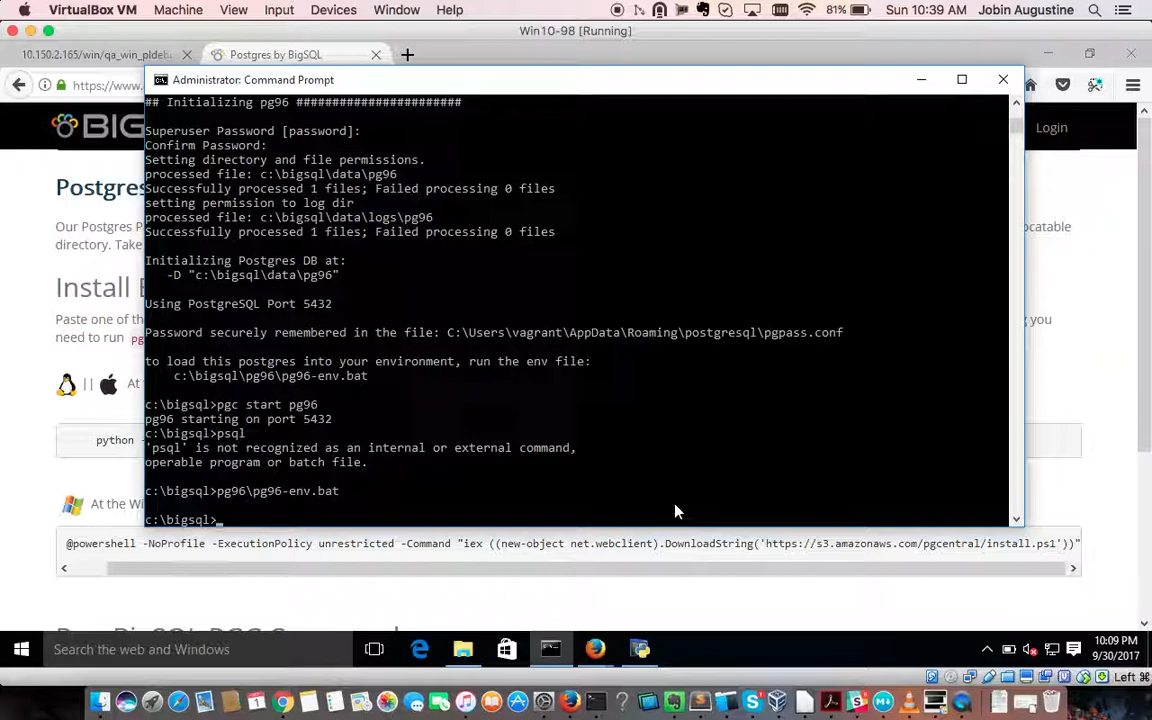 VirtualBox VM Machine View Input Devices Window Help 81% Sun 10:39 AM Jobin Augustine
Win10-98 [Running]
10.150.2.165/win/qa_win_pldeb
Postgres by BigSQL
https://www.
Administrator: Command Prompt
BIG
Login
## Initializing pg96 #######################
Superuser Password [password]:
Confirm Password:
Setting directory and file permissions.
processed file: c:\bigsql\data\pg96
Successfully processed 1 files; Failed processing 0 files
setting permission to log dir
processed file: c:\bigsql\data\logs\pg96
Successfully processed 1 files; Failed processing 0 files
Initializing Postgres DB at:
-D "c:\bigsql\data\pg96"
Using PostgreSQL Port 5432
Password securely remembered in the file: C:\Users\vagrant\AppData\Roaming\postgresql\pgpass.conf
to load this postgres into your environment, run the env file:
c:\bigsql\pg96\pg96-env.bat
c:\bigsql>pgc start pg96
pg96 starting on port 5432
c:\bigsql>psql
'psql' is not recognized as an internal or external command,
operable program or batch file.
c:\bigsql>pg96\pg96-env.bat
c:\bigsql>_
Postgres
Our Postgres P ocatable
directory. Take
Install B
Paste one of th ing you
need to run pg
|| At
python -
At the Wi
@powershell -NoProfile -ExecutionPolicy unrestricted -Command "iex ((new-object net.webclient).DownloadString('https://s3.amazonaws.com/pgcentral/install.ps1'))"
Search the web and Windows
10:09 PM
9/30/2017
Left ⌘